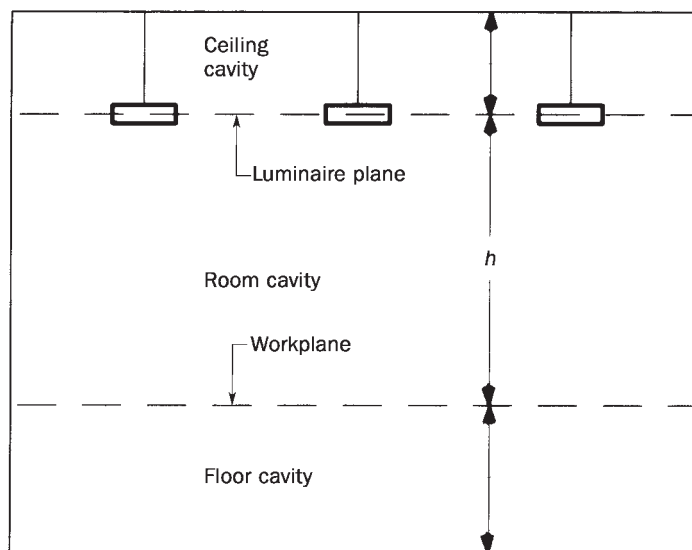 Ceiling
cavity
Luminaire plane
h
Room cavity
Workplane
Floor cavity